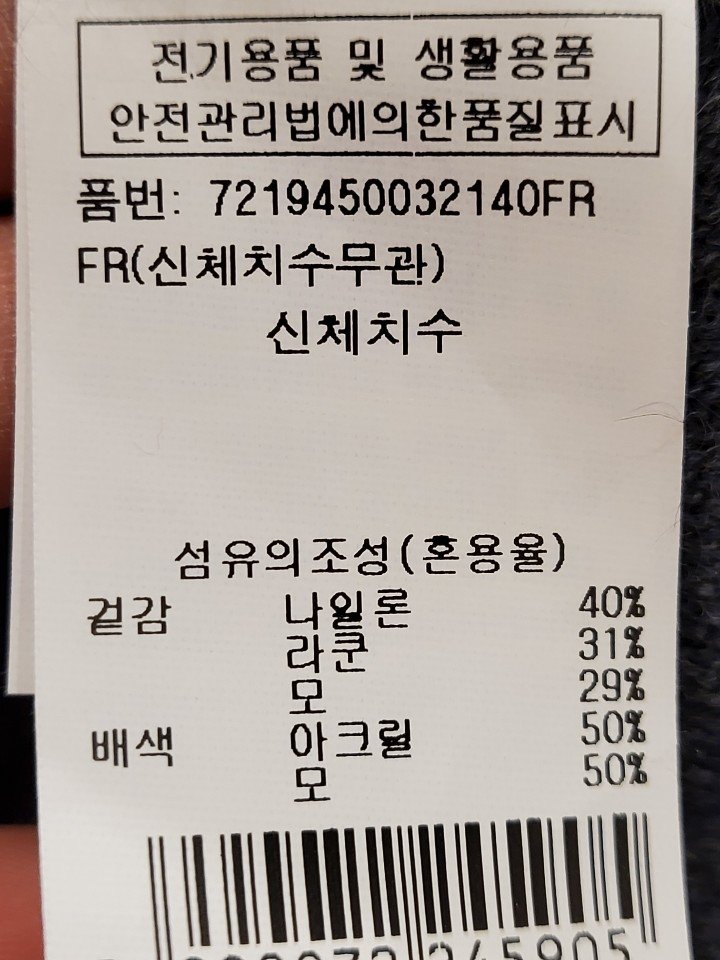 전기용품 및 생활용품
안전관리법에의한품질표시
품번: 7219450032140FR
FR(신체치수무관)
신체치수
섬유의조성(혼용율)
겉감 나일론 40%
라쿤 31%
모 29%
배색 아크릴 50%
모 50%